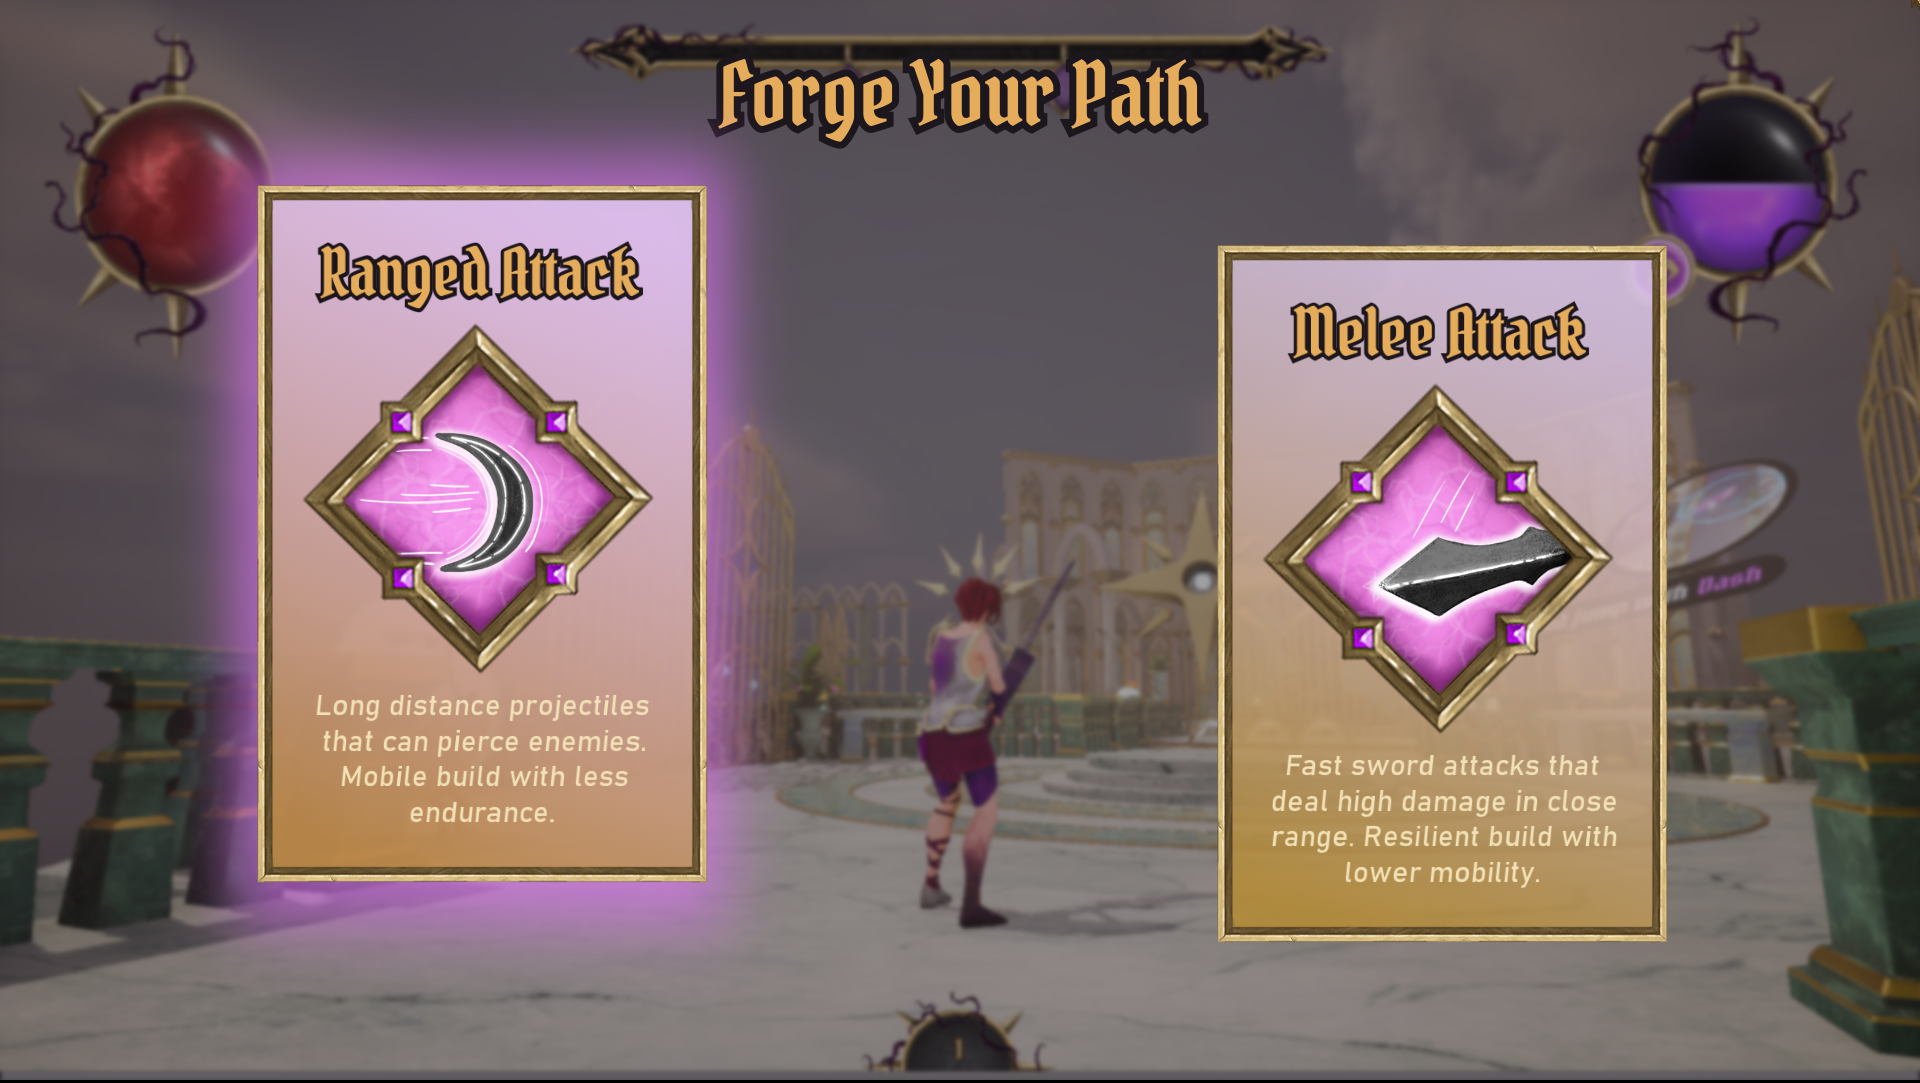 Forge Your Path
Ranged Attack
Long distance projectiles
that can pierce enemies.
Mobile build with less
endurance.
Melee Attack
Fast sword attacks that
deal high damage in close
range. Resilient build with
lower mobility.
Dash
I